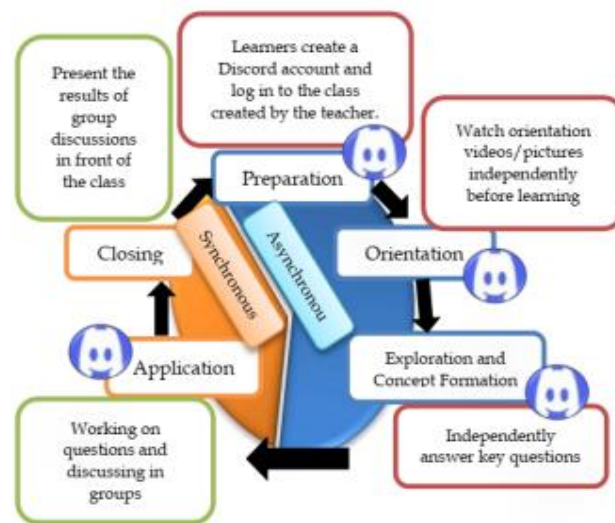 Learners create a
Discord account and
log in to the class
created by the teacher.
Present the
results of
group
discussions
in front of
the class
Watch orientation
videos/pictures
independently
before learning
Preparation
Closing
Synchronous
Asynchronou
Orientation
Application
Exploration and
Concept Formation
Working on
questions and
discussing in
groups
Independently
answer key questions